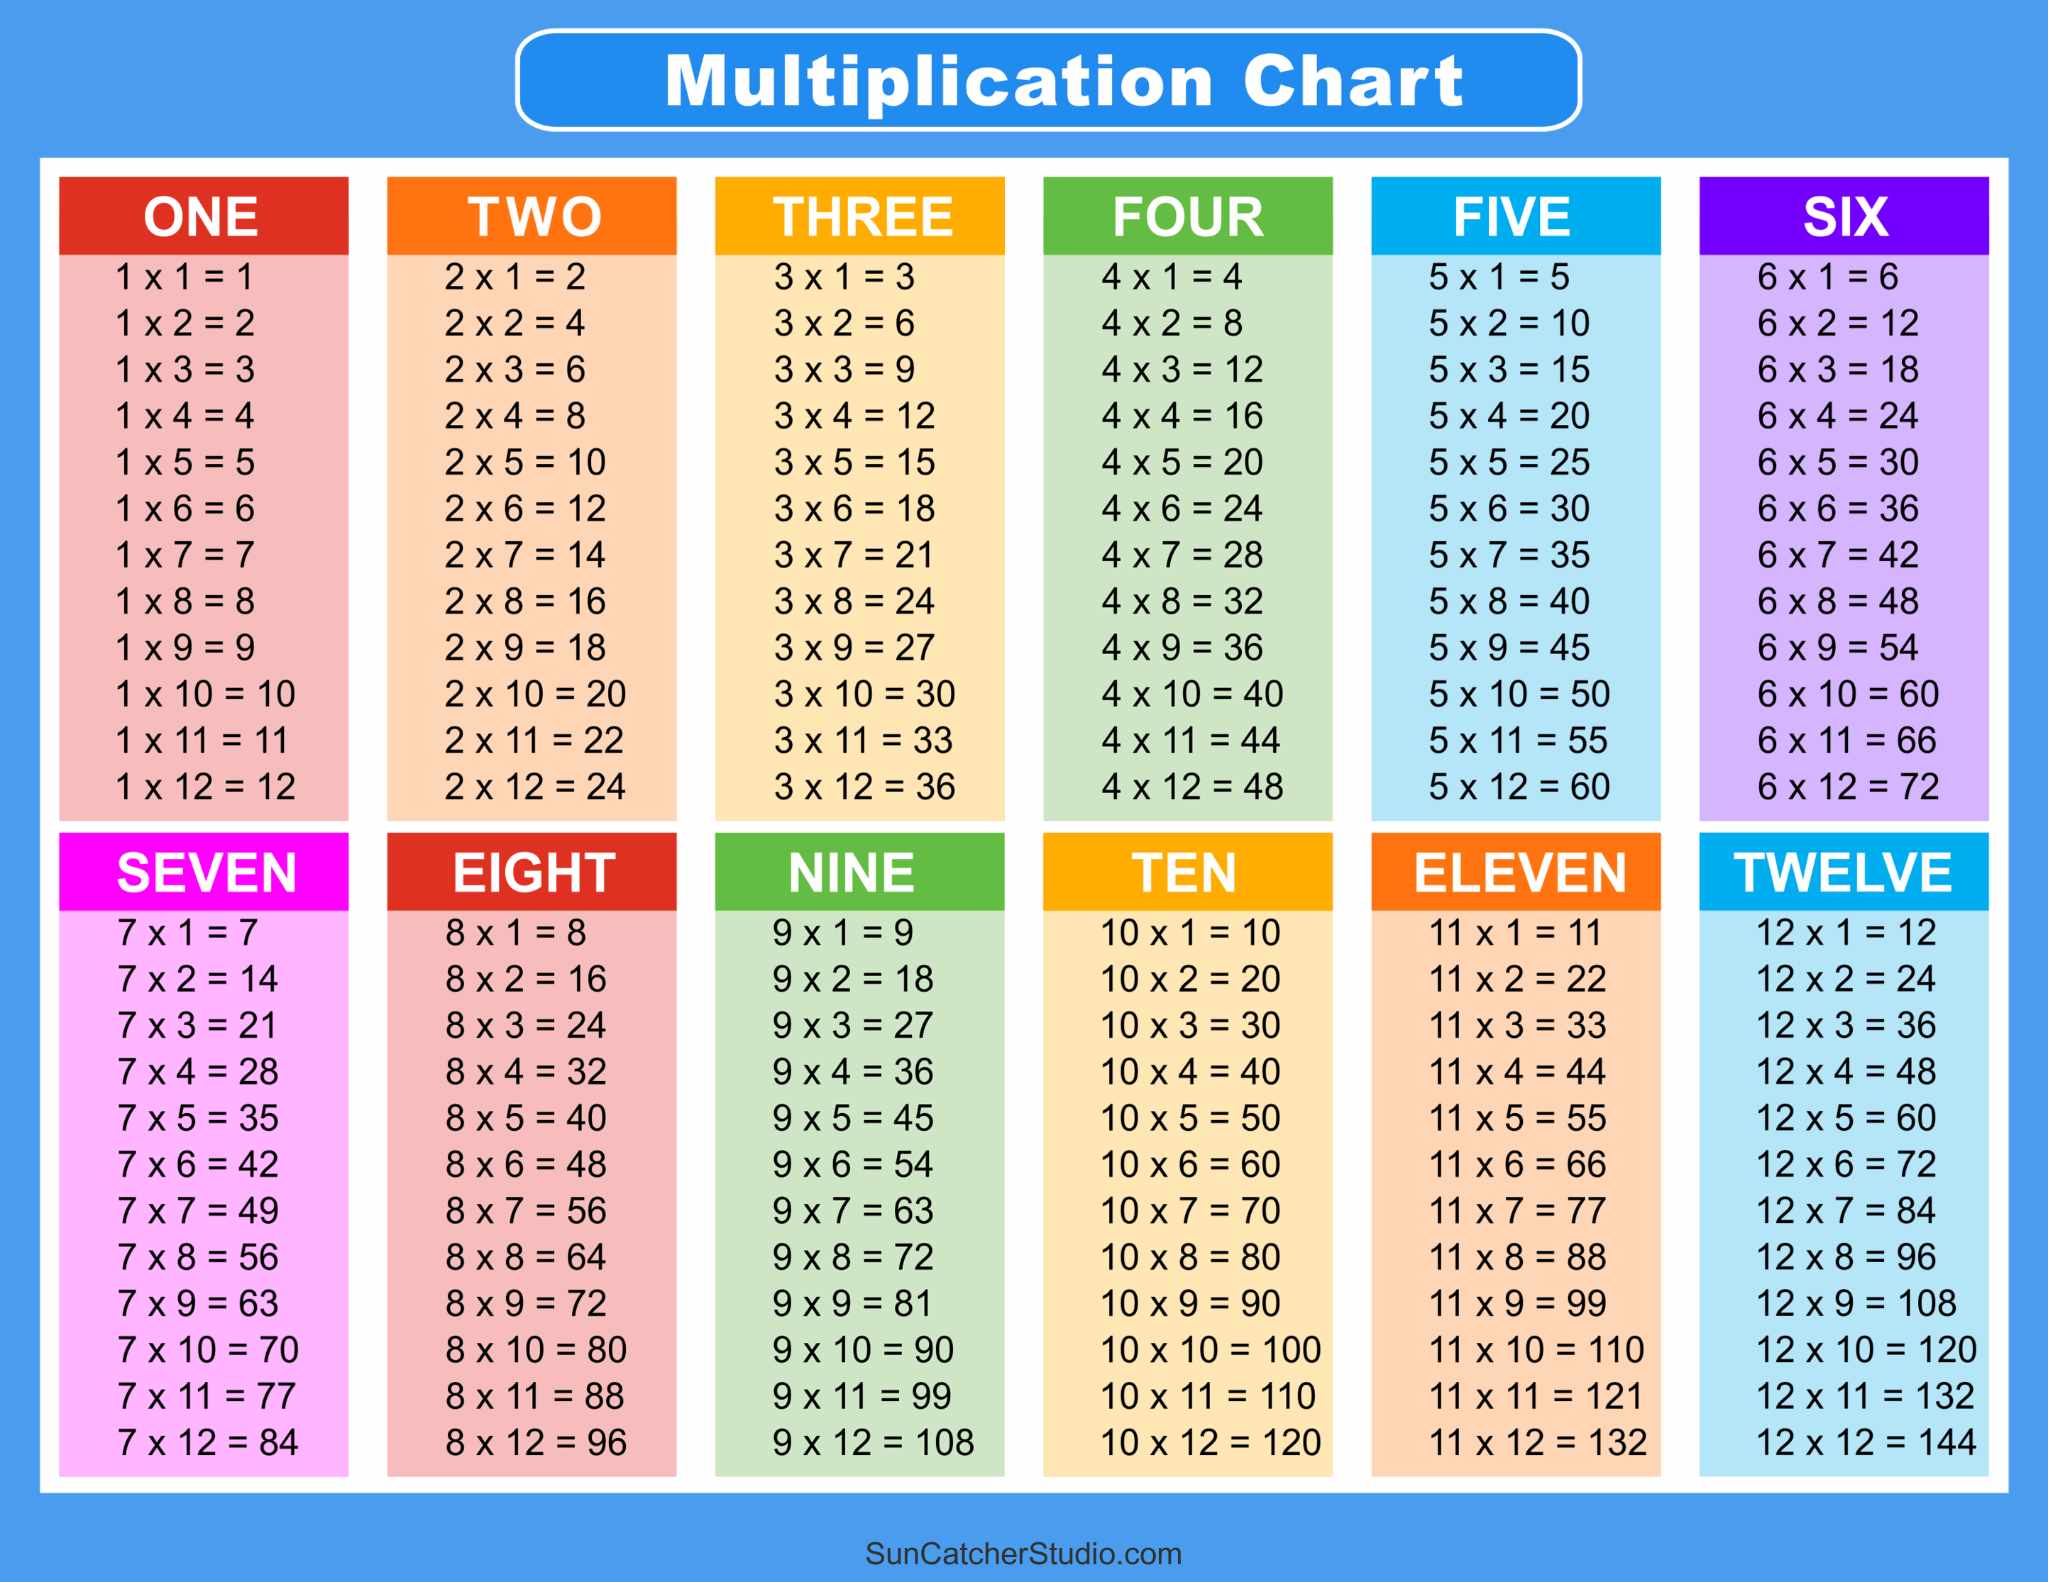 Multiplication Chart
ONE
1 x 1 = 1
1 x 2 = 2
1 x 3 = 3
1 x 4 = 4
1 x 5 = 5
1 x 6 = 6
1 x 7 = 7
1 x 8 = 8
1 x 9 = 9
1 x 10 = 10
1 x 11 = 11
1 x 12 = 12
TWO
2 x 1 = 2
2 x 2 = 4
2 x 3 = 6
2 x 4 = 8
2 x 5 = 10
2 x 6 = 12
2 x 7 = 14
2 x 8 = 16
2 x 9 = 18
2 x 10 = 20
2 x 11 = 22
2 x 12 = 24
THREE
3 x 1 = 3
3 x 2 = 6
3 x 3 = 9
3 x 4 = 12
3 x 5 = 15
3 x 6 = 18
3 x 7 = 21
3 x 8 = 24
3 x 9 = 27
3 x 10 = 30
3 x 11 = 33
3 x 12 = 36
FOUR
4 x 1 = 4
4 x 2 = 8
4 x 3 = 12
4 x 4 = 16
4 x 5 = 20
4 x 6 = 24
4 x 7 = 28
4 x 8 = 32
4 x 9 = 36
4 x 10 = 40
4 x 11 = 44
4 x 12 = 48
FIVE
5 x 1 = 5
5 x 2 = 10
5 x 3 = 15
5 x 4 = 20
5 x 5 = 25
5 x 6 = 30
5 x 7 = 35
5 x 8 = 40
5 x 9 = 45
5 x 10 = 50
5 x 11 = 55
5 x 12 = 60
SIX
6 x 1 = 6
6 x 2 = 12
6 x 3 = 18
6 x 4 = 24
6 x 5 = 30
6 x 6 = 36
6 x 7 = 42
6 x 8 = 48
6 x 9 = 54
6 x 10 = 60
6 x 11 = 66
6 x 12 = 72
SEVEN
7 x 1 = 7
7 x 2 = 14
7 x 3 = 21
7 x 4 = 28
7 x 5 = 35
7 x 6 = 42
7 x 7 = 49
7 x 8 = 56
7 x 9 = 63
7 x 10 = 70
7 x 11 = 77
7 x 12 = 84
EIGHT
8 x 1 = 8
8 x 2 = 16
8 x 3 = 24
8 x 4 = 32
8 x 5 = 40
8 x 6 = 48
8 x 7 = 56
8 x 8 = 64
8 x 9 = 72
8 x 10 = 80
8 x 11 = 88
8 x 12 = 96
NINE
9 x 1 = 9
9 x 2 = 18
9 x 3 = 27
9 x 4 = 36
9 x 5 = 45
9 x 6 = 54
9 x 7 = 63
9 x 8 = 72
9 x 9 = 81
9 x 10 = 90
9 x 11 = 99
9 x 12 = 108
TEN
10 x 1 = 10
10 x 2 = 20
10 x 3 = 30
10 x 4 = 40
10 x 5 = 50
10 x 6 = 60
10 x 7 = 70
10 x 8 = 80
10 x 9 = 90
10 x 10 = 100
10 x 11 = 110
10 x 12 = 120
ELEVEN
11 x 1 = 11
11 x 2 = 22
11 x 3 = 33
11 x 4 = 44
11 x 5 = 55
11 x 6 = 66
11 x 7 = 77
11 x 8 = 88
11 x 9 = 99
11 x 10 = 110
11 x 11 = 121
11 x 12 = 132
TWELVE
12 x 1 = 12
12 x 2 = 24
12 x 3 = 36
12 x 4 = 48
12 x 5 = 60
12 x 6 = 72
12 x 7 = 84
12 x 8 = 96
12 x 9 = 108
12 x 10 = 120
12 x 11 = 132
12 x 12 = 144
SunCatcherStudio.com